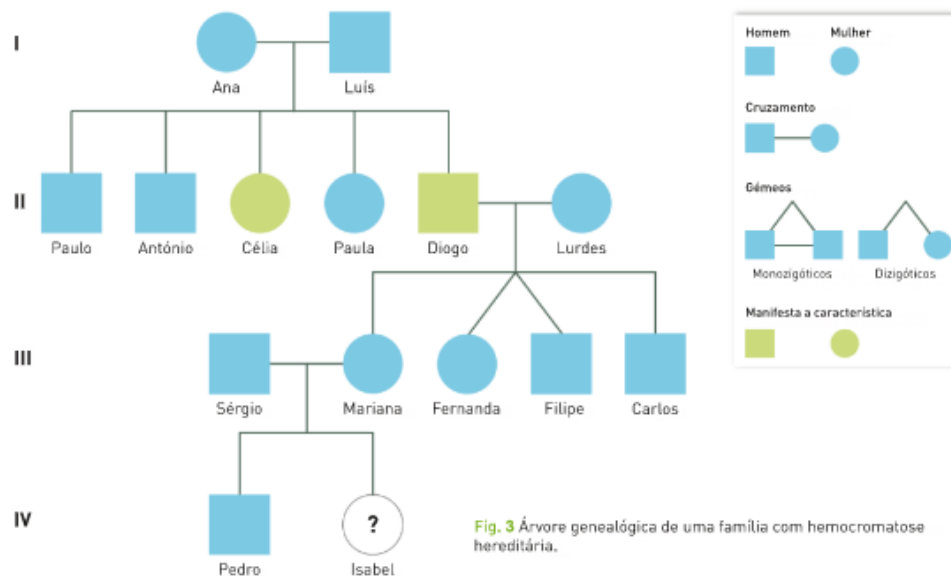 I
Ana
Luís
II
Paulo
António
Célia
Paula
Diogo
Lurdes
III
Sérgio
Mariana
Fernanda
Filipe
Carlos
IV
?
Pedro
Isabel
Homem
Mulher
Cruzamento
Gémeos
Monozigóticos
Dizigóticos
Manifesta a característica
Fig. 3 Árvore genealógica de uma família com hemocromatose
hereditária.